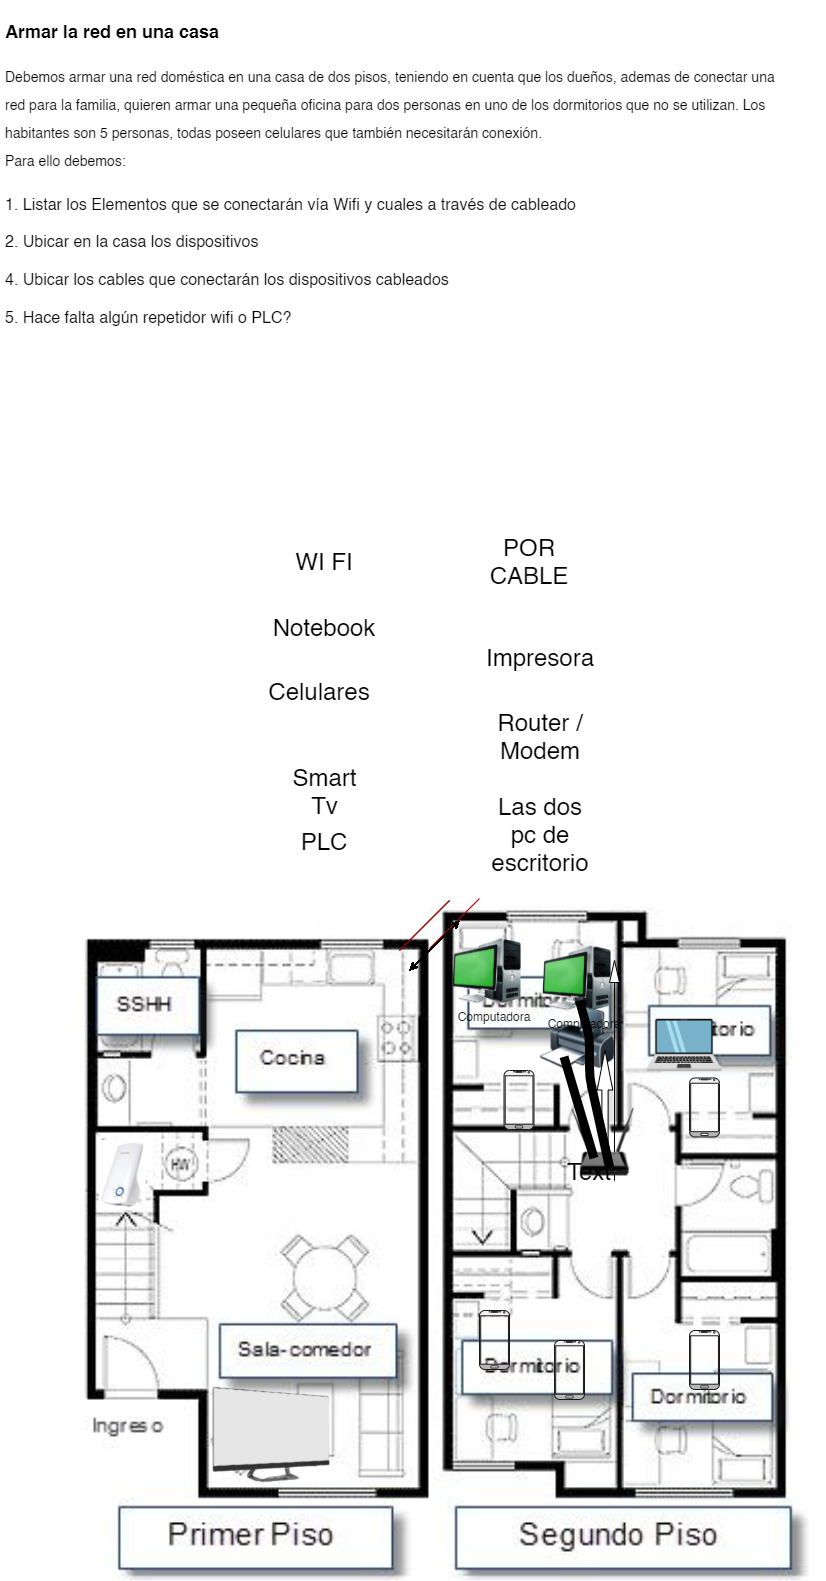 Armar la red en una casa
Debemos armar una red doméstica en una casa de dos pisos, teniendo en cuenta que los dueños, ademas de conectar una
red para la familia, quieren armar una pequeña oficina para dos personas en uno de los dormitorios que no se utilizan. Los
habitantes son 5 personas, todas poseen celulares que también necesitarán conexión.
Para ello debemos:
1. Listar los Elementos que se conectarán vía Wifi y cuales a través de cableado
2. Ubicar en la casa los dispositivos
4. Ubicar los cables que conectarán los dispositivos cableados
5. Hace falta algún repetidor wifi o PLC?
WI FI
POR
CABLE
Notebook
Impresora
Celulares
Router /
Modem
Smart
Tv
PLC
Las dos
pc de
escritorio
SSHH
Cocina
HW
Sala-comedor
Ingreso
Primer Piso
Dormitorio
Computadora
Computadora
torio
Text
Dormitorio
Dormitorio
Segundo Piso